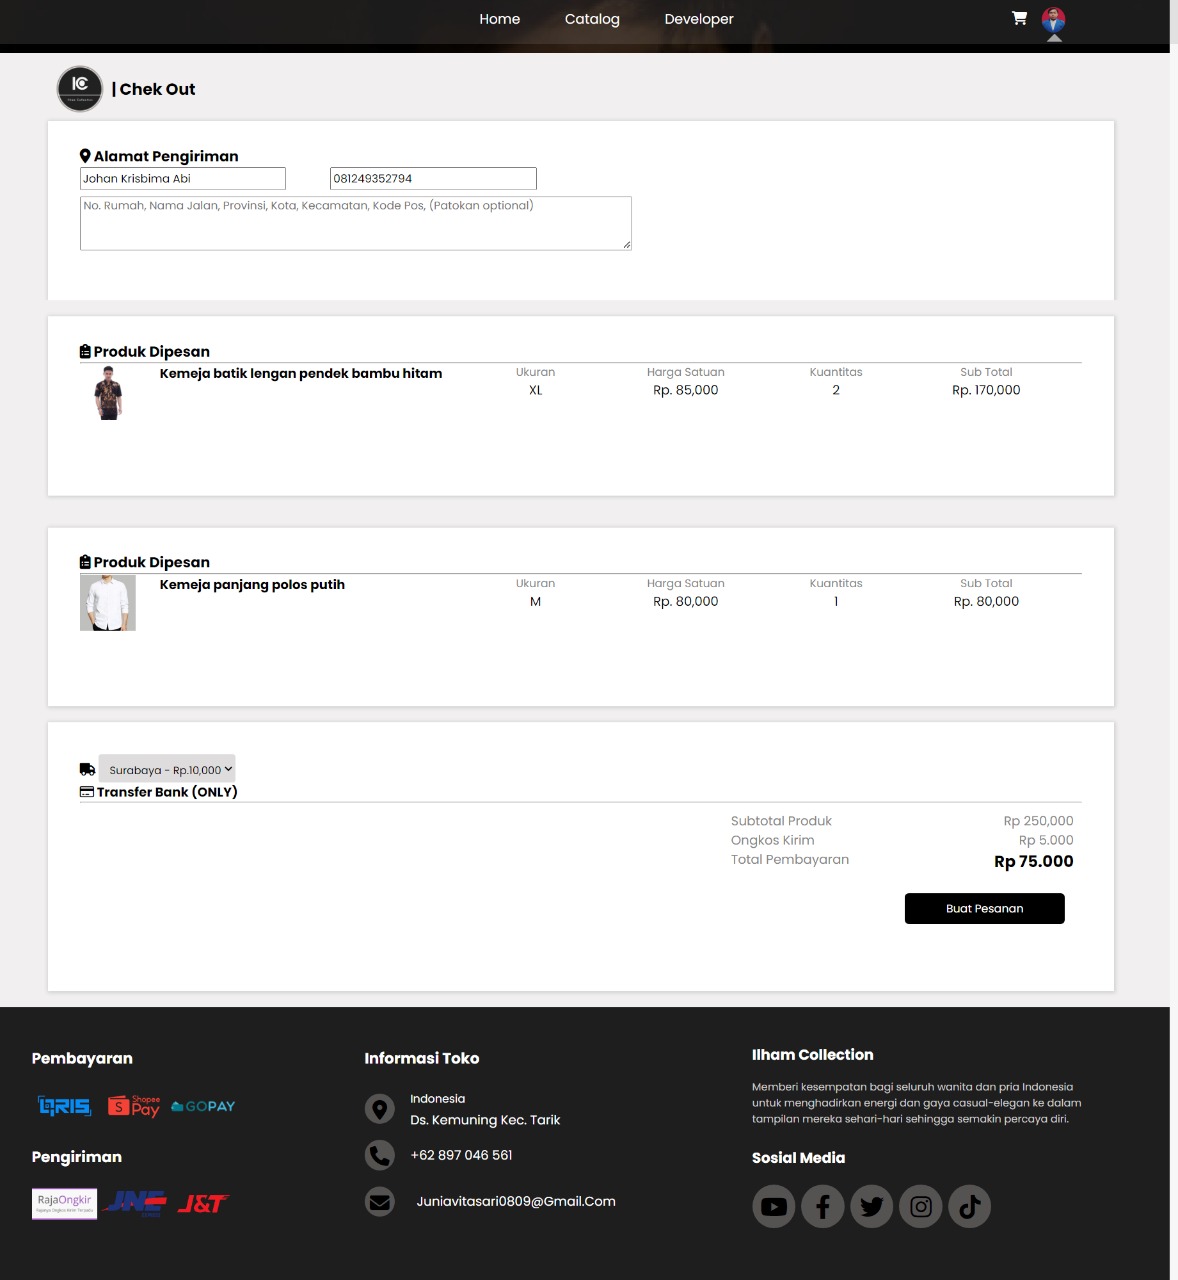 Home Catalog Developer
IC
| Chek Out
Alamat Pengiriman
Johan Krisbima Abi 081249352794
No. Rumah, Nama Jalan, Provinsi, Kota, Kecamatan, Kode Pos, (Patokan optional)
Produk Dipesan
Kemeja batik lengan pendek bambu hitam Ukuran Harga Satuan Kuantitas Sub Total
XL Rp. 85,000 2 Rp. 170,000
Produk Dipesan
Kemeja panjang polos putih Ukuran Harga Satuan Kuantitas Sub Total
M Rp. 80,000 1 Rp. 80,000
Surabaya - Rp.10,000
Transfer Bank (ONLY)
Subtotal Produk Rp 250,000
Ongkos Kirim Rp 5.000
Total Pembayaran Rp 75.000
Buat Pesanan
Pembayaran
QRIS Shopee Pay GOPAY
Pengiriman
RajaOngkir
JNE J&T
Informasi Toko
Indonesia
Ds. Kemuning Kec. Tarik
+62 897 046 561
Juniavitasari0809@Gmail.Com
Ilham Collection
Memberi kesempatan bagi seluruh wanita dan pria Indonesia
untuk menghadirkan energi dan gaya casual-elegan ke dalam
tampilan mereka sehari-hari sehingga semakin percaya diri.
Sosial Media